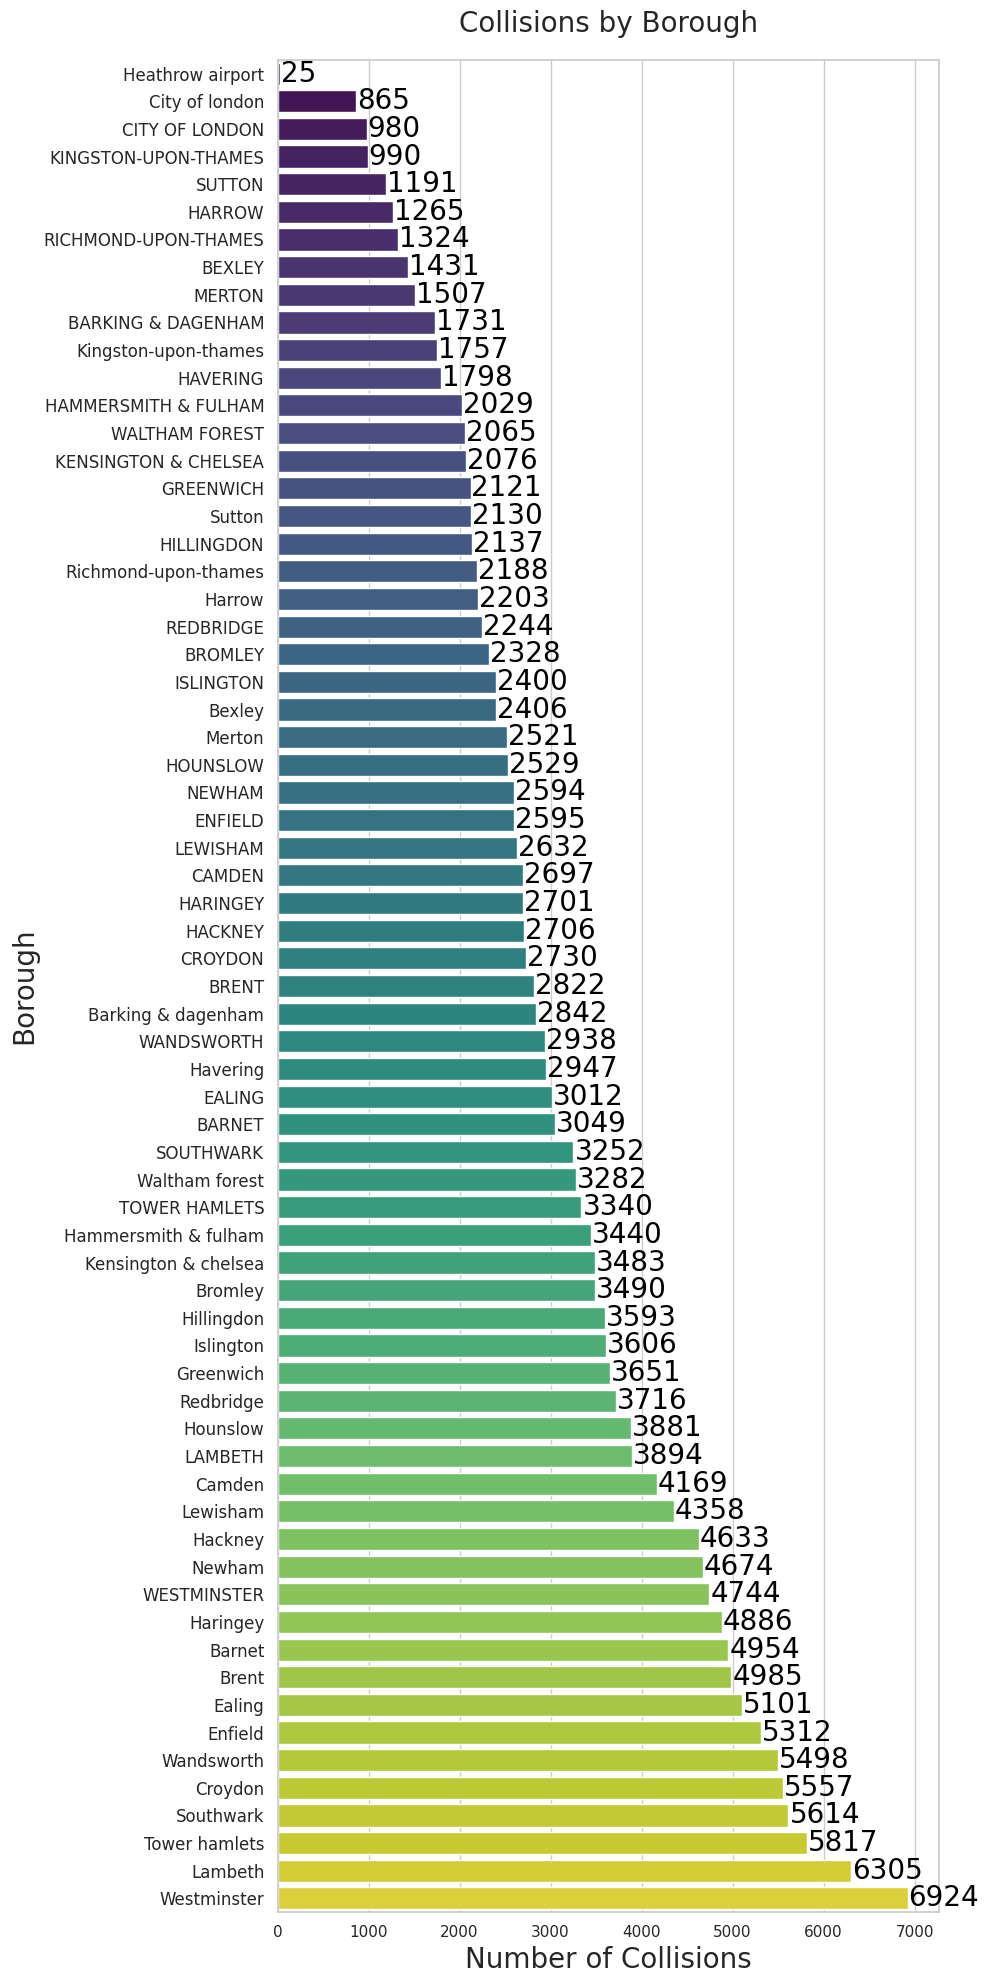 Collisions by Borough
Heathrow airport 25
City of london 865
CITY OF LONDON 980
KINGSTON-UPON-THAMES 990
SUTTON 1191
HARROW 1265
RICHMOND-UPON-THAMES 1324
BEXLEY 1431
MERTON 1507
BARKING & DAGENHAM 1731
Kingston-upon-thames 1757
HAVERING 1798
HAMMERSMITH & FULHAM 2029
WALTHAM FOREST 2065
KENSINGTON & CHELSEA 2076
GREENWICH 2121
Sutton 2130
HILLINGDON 2137
Richmond-upon-thames 2188
Harrow 2203
REDBRIDGE 2244
BROMLEY 2328
ISLINGTON 2400
Bexley 2406
Merton 2521
HOUNSLOW 2529
NEWHAM 2594
ENFIELD 2595
LEWISHAM 2632
CAMDEN 2697
HARINGEY 2701
HACKNEY 2706
CROYDON 2730
BRENT 2822
Barking & dagenham 2842
WANDSWORTH 2938
Havering 2947
EALING 3012
BARNET 3049
SOUTHWARK 3252
Waltham forest 3282
TOWER HAMLETS 3340
Hammersmith & fulham 3440
Kensington & chelsea 3483
Bromley 3490
Hillingdon 3593
Islington 3606
Greenwich 3651
Redbridge 3716
Hounslow 3881
LAMBETH 3894
Camden 4169
Lewisham 4358
Hackney 4633
Newham 4674
WESTMINSTER 4744
Haringey 4886
Barnet 4954
Brent 4985
Ealing 5101
Enfield 5312
Wandsworth 5498
Croydon 5557
Southwark 5614
Tower hamlets 5817
Lambeth 6305
Westminster 6924
Borough
0 1000 2000 3000 4000 5000 6000 7000
Number of Collisions